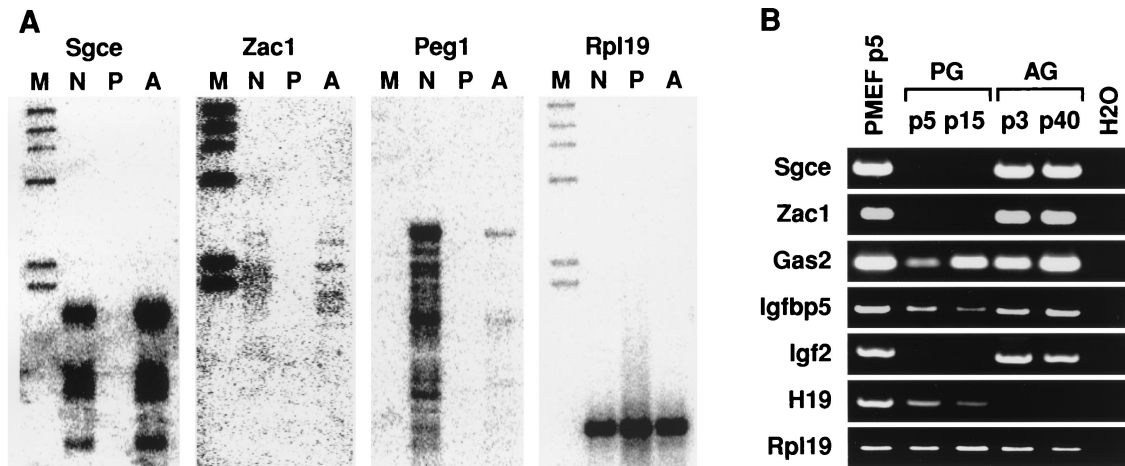 A
Sgce Zac1 Peg1 Rpl19
M N P A M N P A M N P A M N P A
B
PMEF p5 PG AG H2O
p5 p15 p3 p40
Sgce
Zac1
Gas2
Igfbp5
Igf2
H19
Rpl19